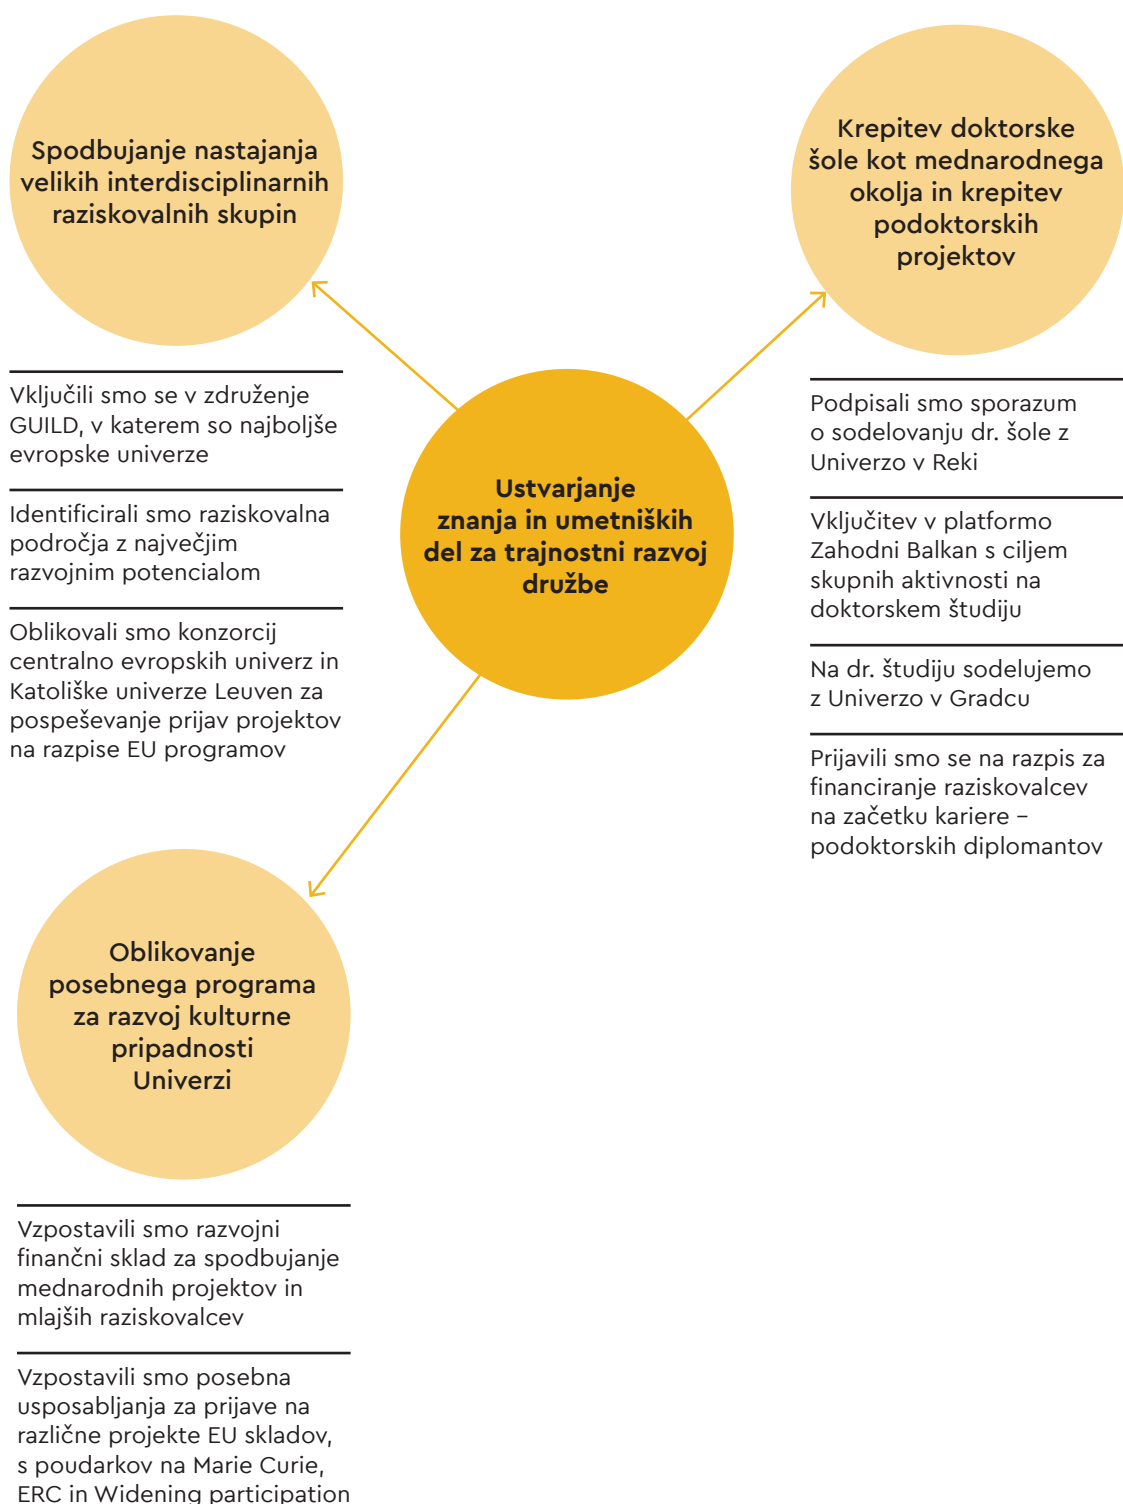 Spodbujanje nastajanja
velikih interdisciplinarnih
raziskovalnih skupin
Vključili smo se v združenje
GUILD, v katerem so najboljše
evropske univerze
Identificirali smo raziskovalna
področja z največjim
razvojnim potencialom
Oblikovali smo konzorcij
centralno evropskih univerz in
Katoliške univerze Leuven za
pospeševanje prijav projektov
na razpise EU programov
Krepitev doktorske
šole kot mednarodnega
okolja in krepitev
podoktorskih
projektov
Podpisali smo sporazum
o sodelovanju dr. šole z
Univerzo v Reki
Vključitev v platformo
Zahodni Balkan s ciljem
skupnih aktivnosti na
doktorskem študiju
Na dr. študiju sodelujemo
z Univerzo v Gradcu
Prijavili smo se na razpis za
financiranje raziskovalcev
na začetku kariere –
podoktorskih diplomantov
Ustvarjanje
znanja in umetniških
del za trajnostni razvoj
družbe
Oblikovanje
posebnega programa
za razvoj kulturne
pripadnosti
Univerzi
Vzpostavili smo razvojni
finančni sklad za spodbujanje
mednarodnih projektov in
mlajših raziskovalcev
Vzpostavili smo posebna
usposabljanja za prijave na
različne projekte EU skladov,
s poudarkov na Marie Curie,
ERC in Widening participation